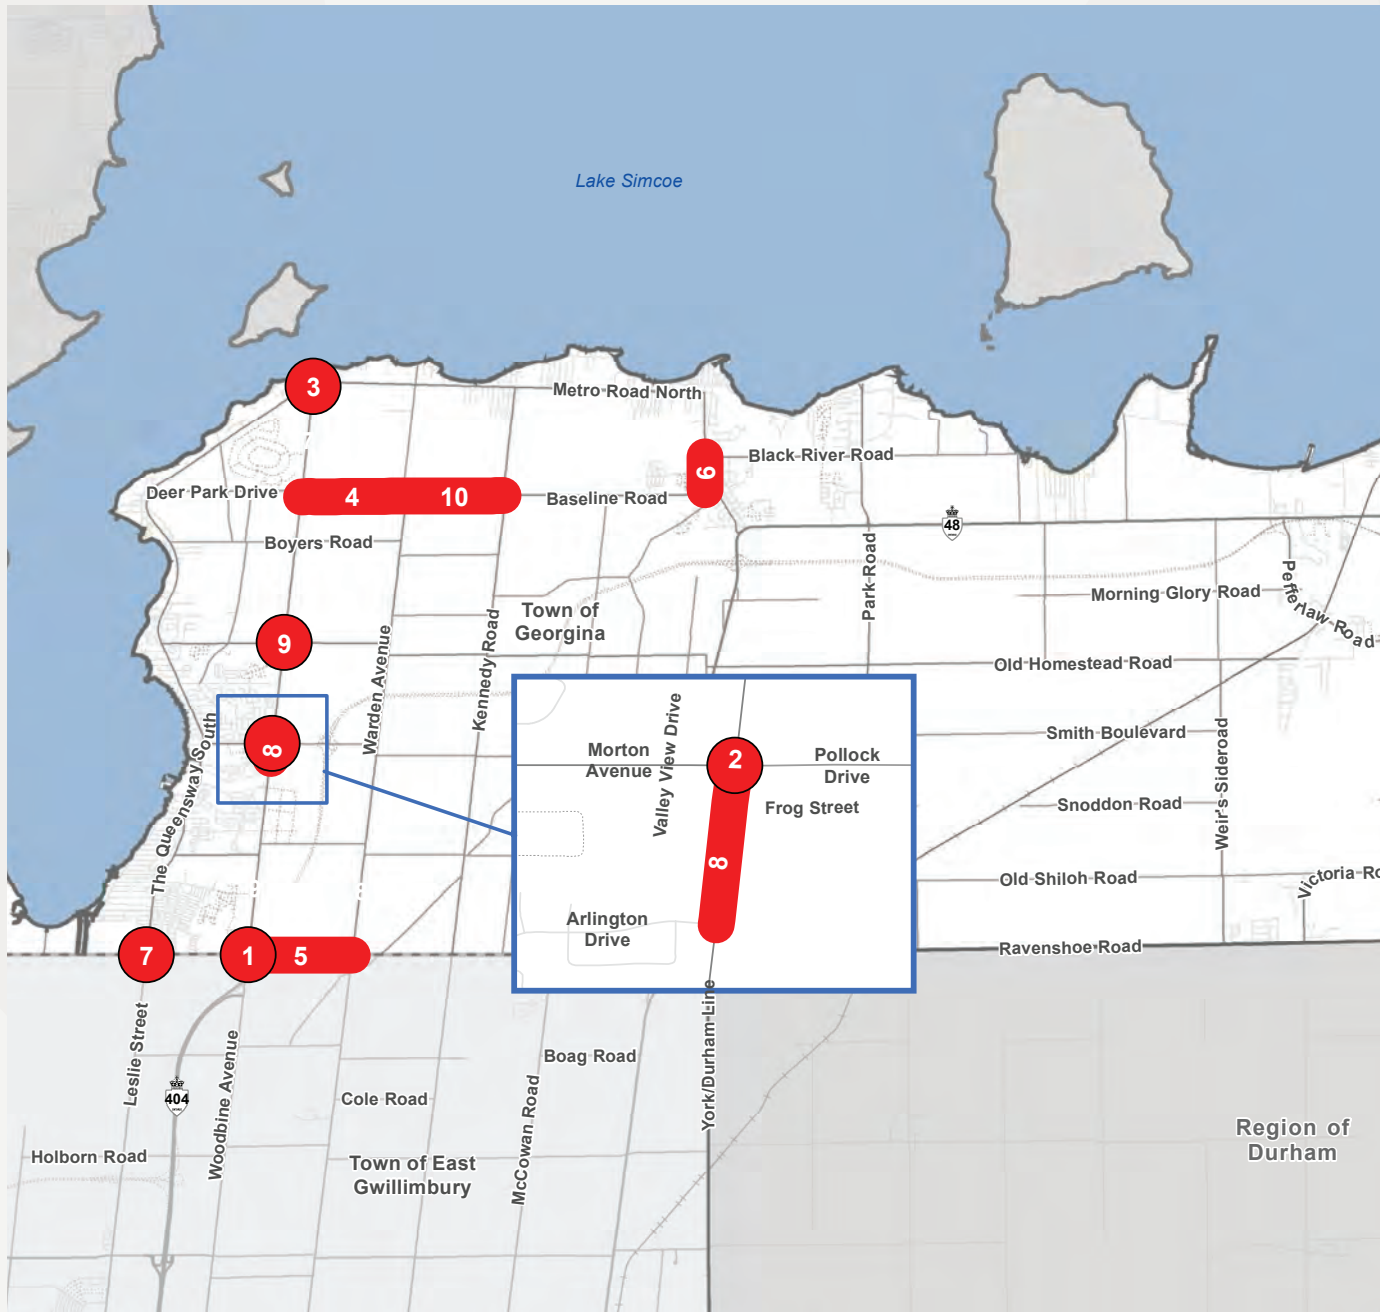 Lake Simcoe
3
Metro Road North
6
Black River Road
Deer Park Drive
4
10
Baseline Road
48
Boyers Road
Park Road
Town of
Georgina
Morning Glory Road
Pefferlaw Road
9
Warden Avenue
Kennedy Road
Old Homestead Road
The Queensway South
8
Morton
Avenue
Valley View Drive
2
Pollock
Drive
Frog Street
8
Arlington
Drive
Smith Boulevard
Weir's Sideroad
Snoddon Road
Old Shiloh Road
Victoria Ro
Ravenshoe Road
7
1
5
Leslie Street
404
Woodbine Avenue
Boag Road
York/Durham Line
Cole Road
McCowan Road
Holborn Road
Town of East
Gwillimbury
Region of
Durham